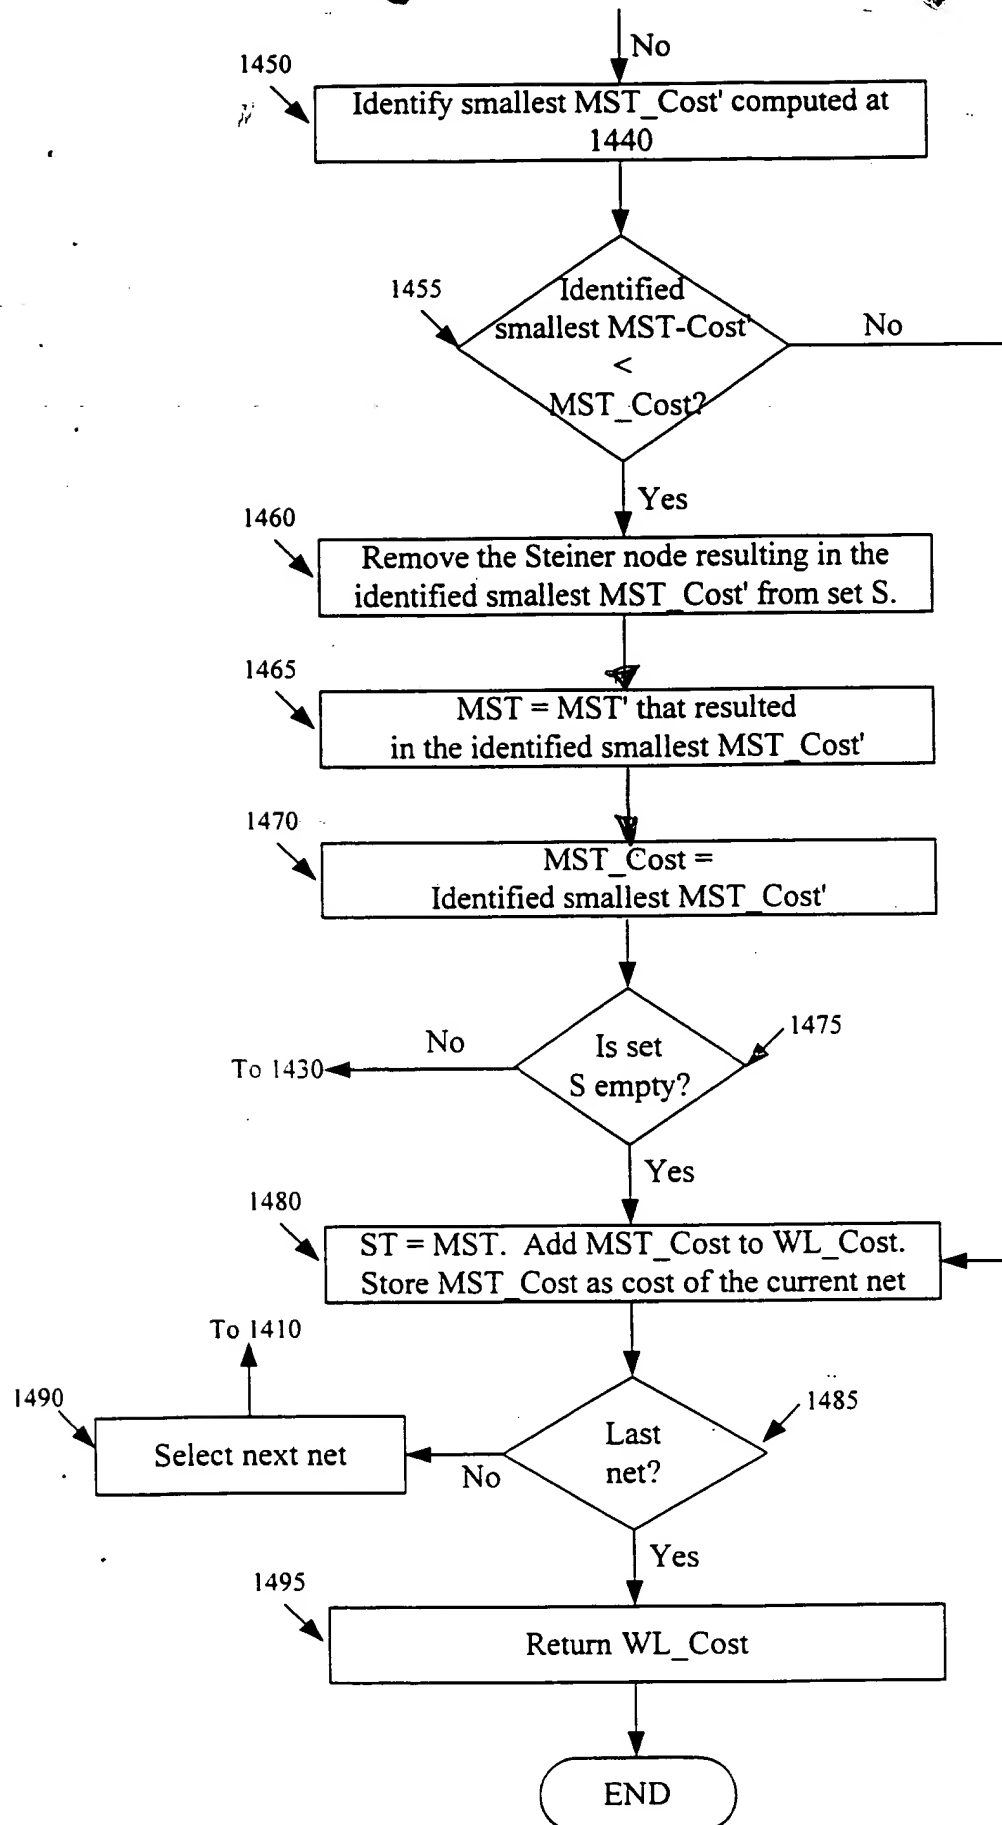 No
1450
Identify smallest MST_Cost' computed at
1440
1455
Identified
smallest MST-Cost'
<
MST_Cost?
No
Yes
1460
Remove the Steiner node resulting in the
identified smallest MST_Cost' from set S.
1465
MST = MST' that resulted
in the identified smallest MST_Cost'
1470
MST_Cost =
Identified smallest MST_Cost'
1475
Is set
S empty?
No
To 1430
Yes
1480
ST = MST. Add MST_Cost to WL_Cost.
Store MST_Cost as cost of the current net
To 1410
1490
Select next net
1485
Last
net?
No
Yes
1495
Return WL_Cost
END